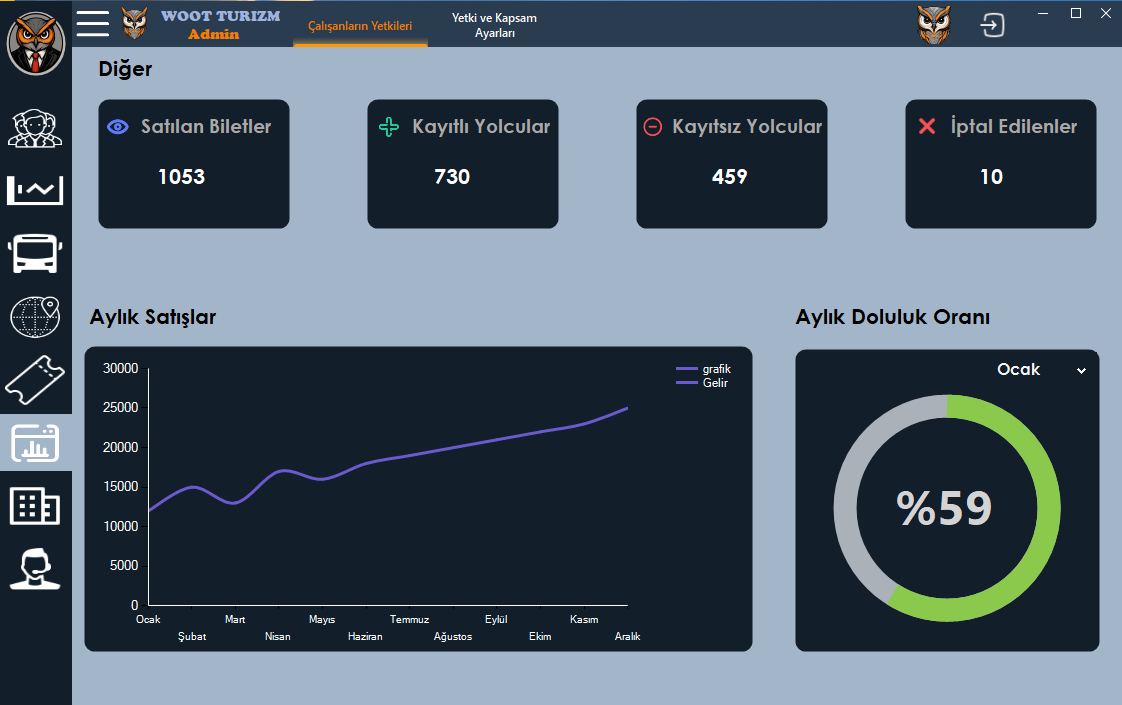 WOOT TURIZM
Admin
Çalışanların Yetkileri
Yetki ve Kapsam
Ayarları
Diğer
Satılan Biletler
1053
Kayıtlı Yolcular
730
Kayıtsız Yolcular
459
İptal Edilenler
10
Aylık Satışlar
30000
25000
20000
15000
10000
5000
0
Ocak
Şubat
Mart
Nisan
Mayıs
Haziran
Temmuz
Ağustos
Eylül
Ekim
Kasım
Aralık
grafik
Gelir
Aylık Doluluk Oranı
Ocak
%59